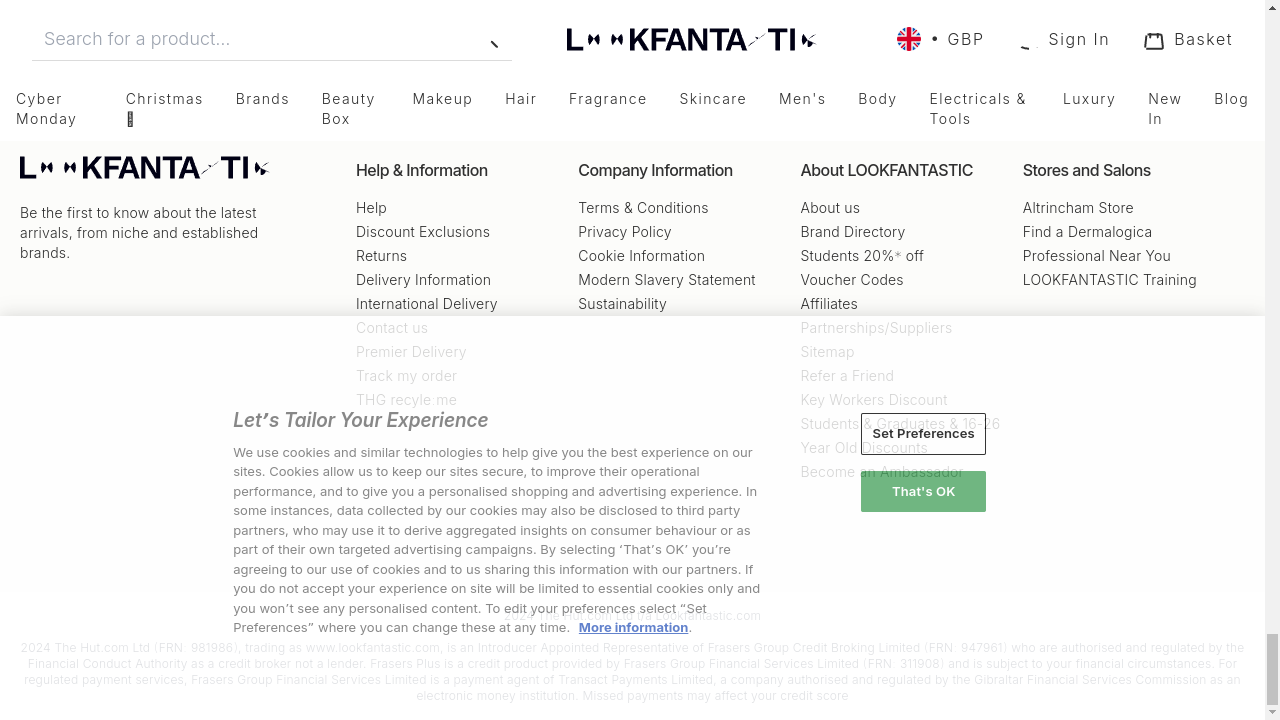 Search for a product...
LOOKFANTASTIC
• GBP
Sign In
Basket
Cyber
Monday
Christmas
Brands
Beauty
Box
Makeup
Hair
Fragrance
Skincare
Men's
Body
Electricals &
Tools
Luxury
New
In
Blog
LOOKFANTASTIC
Be the first to know about the latest
arrivals, from niche and established
brands.
Help & Information
Help
Discount Exclusions
Returns
Delivery Information
International Delivery
Contact us
Premier Delivery
Track my order
THG recyle:me
Company Information
Terms & Conditions
Privacy Policy
Cookie Information
Modern Slavery Statement
Sustainability
About LOOKFANTASTIC
About us
Brand Directory
Students 20%* off
Voucher Codes
Affiliates
Partnerships/Suppliers
Sitemap
Refer a Friend
Key Workers Discount
Students & Graduates & 16-26
Year Old Discounts
Become an Ambassador
Stores and Salons
Altrincham Store
Find a Dermalogica
Professional Near You
LOOKFANTASTIC Training
Let's Tailor Your Experience
We use cookies and similar technologies to help give you the best experience on our
sites. Cookies allow us to keep our sites secure, to improve their operational
performance, and to give you a personalised shopping and advertising experience. In
some instances, data collected by our cookies may also be disclosed to third party
partners, who may use it to derive aggregated insights on consumer behaviour or as
part of their own targeted advertising campaigns. By selecting ‘That’s OK’ you’re
agreeing to our use of cookies and to us sharing this information with our partners. If
you do not accept your experience on site will be limited to essential cookies only and
you won’t see any personalised content. To edit your preferences select “Set
Preferences” where you can change these at any time. More information.
Set Preferences
That's OK
2024 The Hut.com Ltd t/a Lookfantastic.com
2024 The Hut.com Ltd (FRN: 981986), trading as www.lookfantastic.com, is an Introducer Appointed Representative of Frasers Group Credit Broking Limited (FRN: 947961) who are authorised and regulated by the
Financial Conduct Authority as a credit broker not a lender. Frasers Plus is a credit product provided by Frasers Group Financial Services Limited (FRN: 311908) and is subject to your financial circumstances. For
regulated payment services, Frasers Group Financial Services Limited is a payment agent of Transact Payments Limited, a company authorised and regulated by the Gibraltar Financial Services Commission as an
electronic money institution. Missed payments may affect your credit score